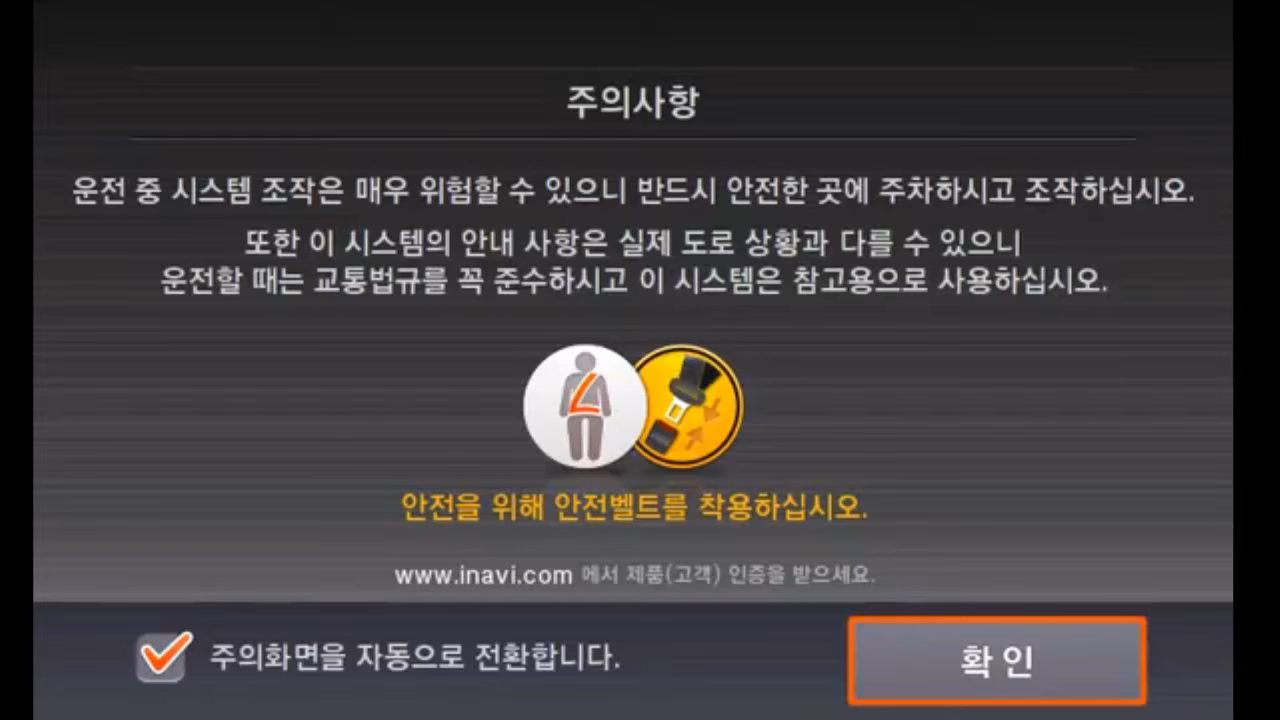 주의사항
운전 중 시스템 조작은 매우 위험할 수 있으니 반드시 안전한 곳에 주차하시고 조작하십시오.
또한 이 시스템의 안내 사항은 실제 도로 상황과 다를 수 있으니
운전할 때는 교통법규를 꼭 준수하시고 이 시스템은 참고용으로 사용하십시오.
안전을 위해 안전벨트를 착용하십시오.
www.inavi.com 에서 제품(고객) 인증을 받으세요.
주의화면을 자동으로 전환합니다.
확 인